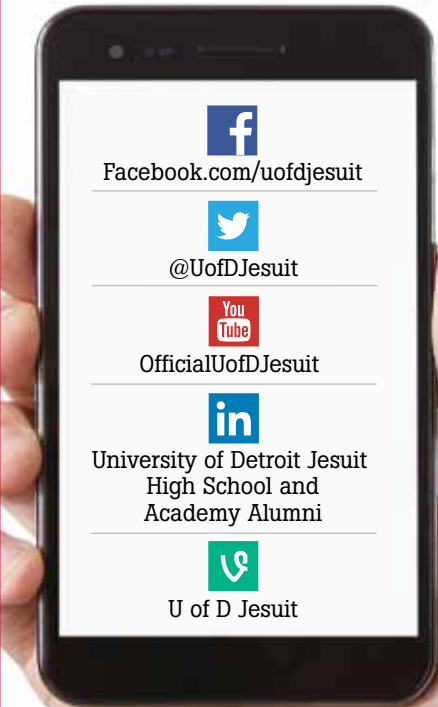 f
Facebook.com/uofdjesuit
@UofDJesuit
You
Tube
OfficialUofDJesuit
in
University of Detroit Jesuit
High School and
Academy Alumni
U of D Jesuit